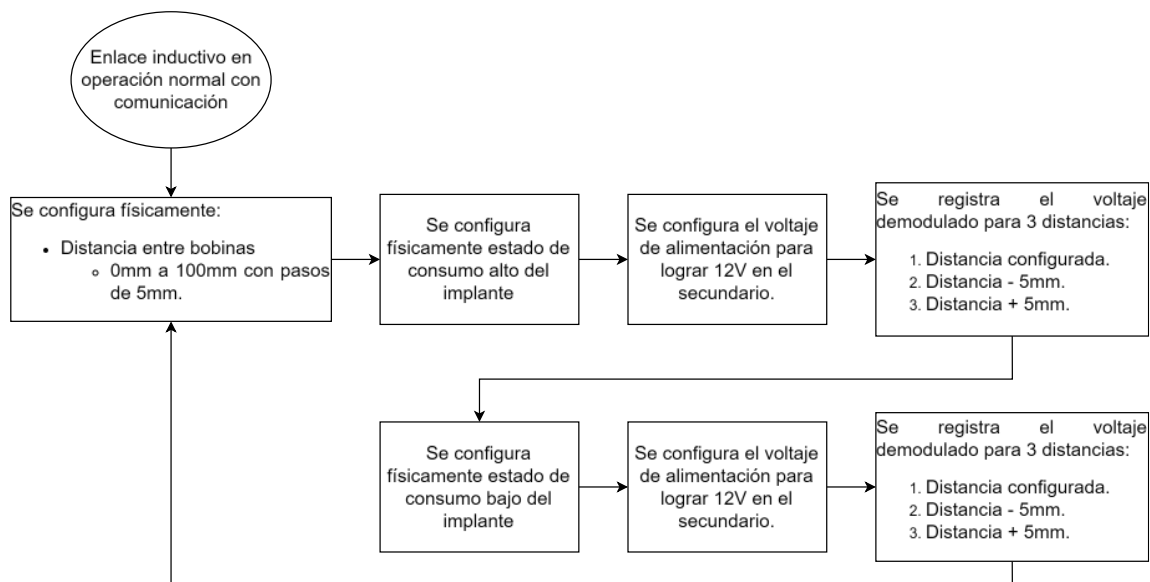 Enlace inductivo en
operación normal con
comunicación
Se configura físicamente:
• Distancia entre bobinas
◦ 0mm a 100mm con pasos
de 5mm.
Se configura
físicamente estado de
consumo alto del
implante
Se configura el voltaje
de alimentación para
lograr 12V en el
secundario.
Se registra el voltaje
demodulado para 3 distancias:
1. Distancia configurada.
2. Distancia - 5mm.
3. Distancia + 5mm.
Se configura
físicamente estado de
consumo bajo del
implante
Se configura el voltaje
de alimentación para
lograr 12V en el
secundario.
Se registra el voltaje
demodulado para 3 distancias:
1. Distancia configurada.
2. Distancia - 5mm.
3. Distancia + 5mm.